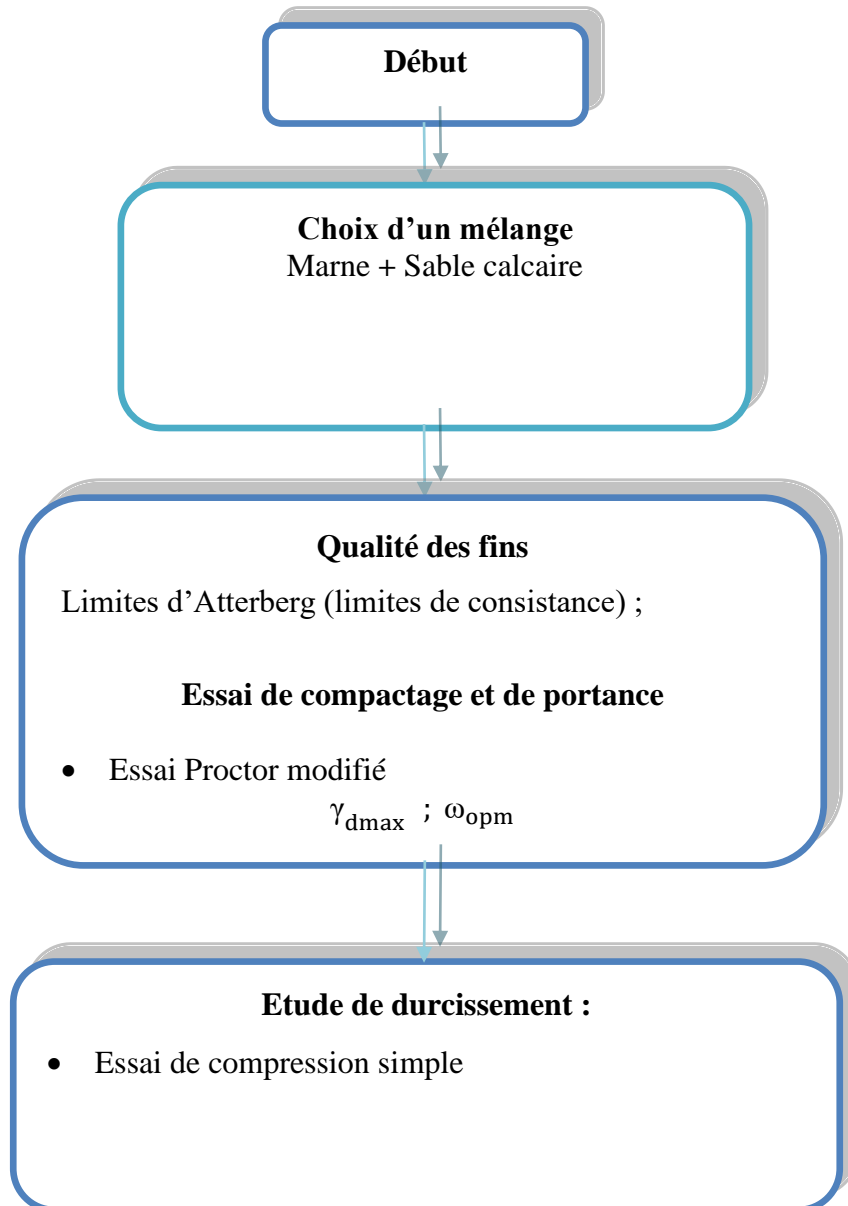 Début
Choix d’un mélange
Marne + Sable calcaire
Qualité des fins
Limites d’Atterberg (limites de consistance) ;
Essai de compactage et de portance
• Essai Proctor modifié
γdmax ; ωopm
Etude de durcissement :
• Essai de compression simple